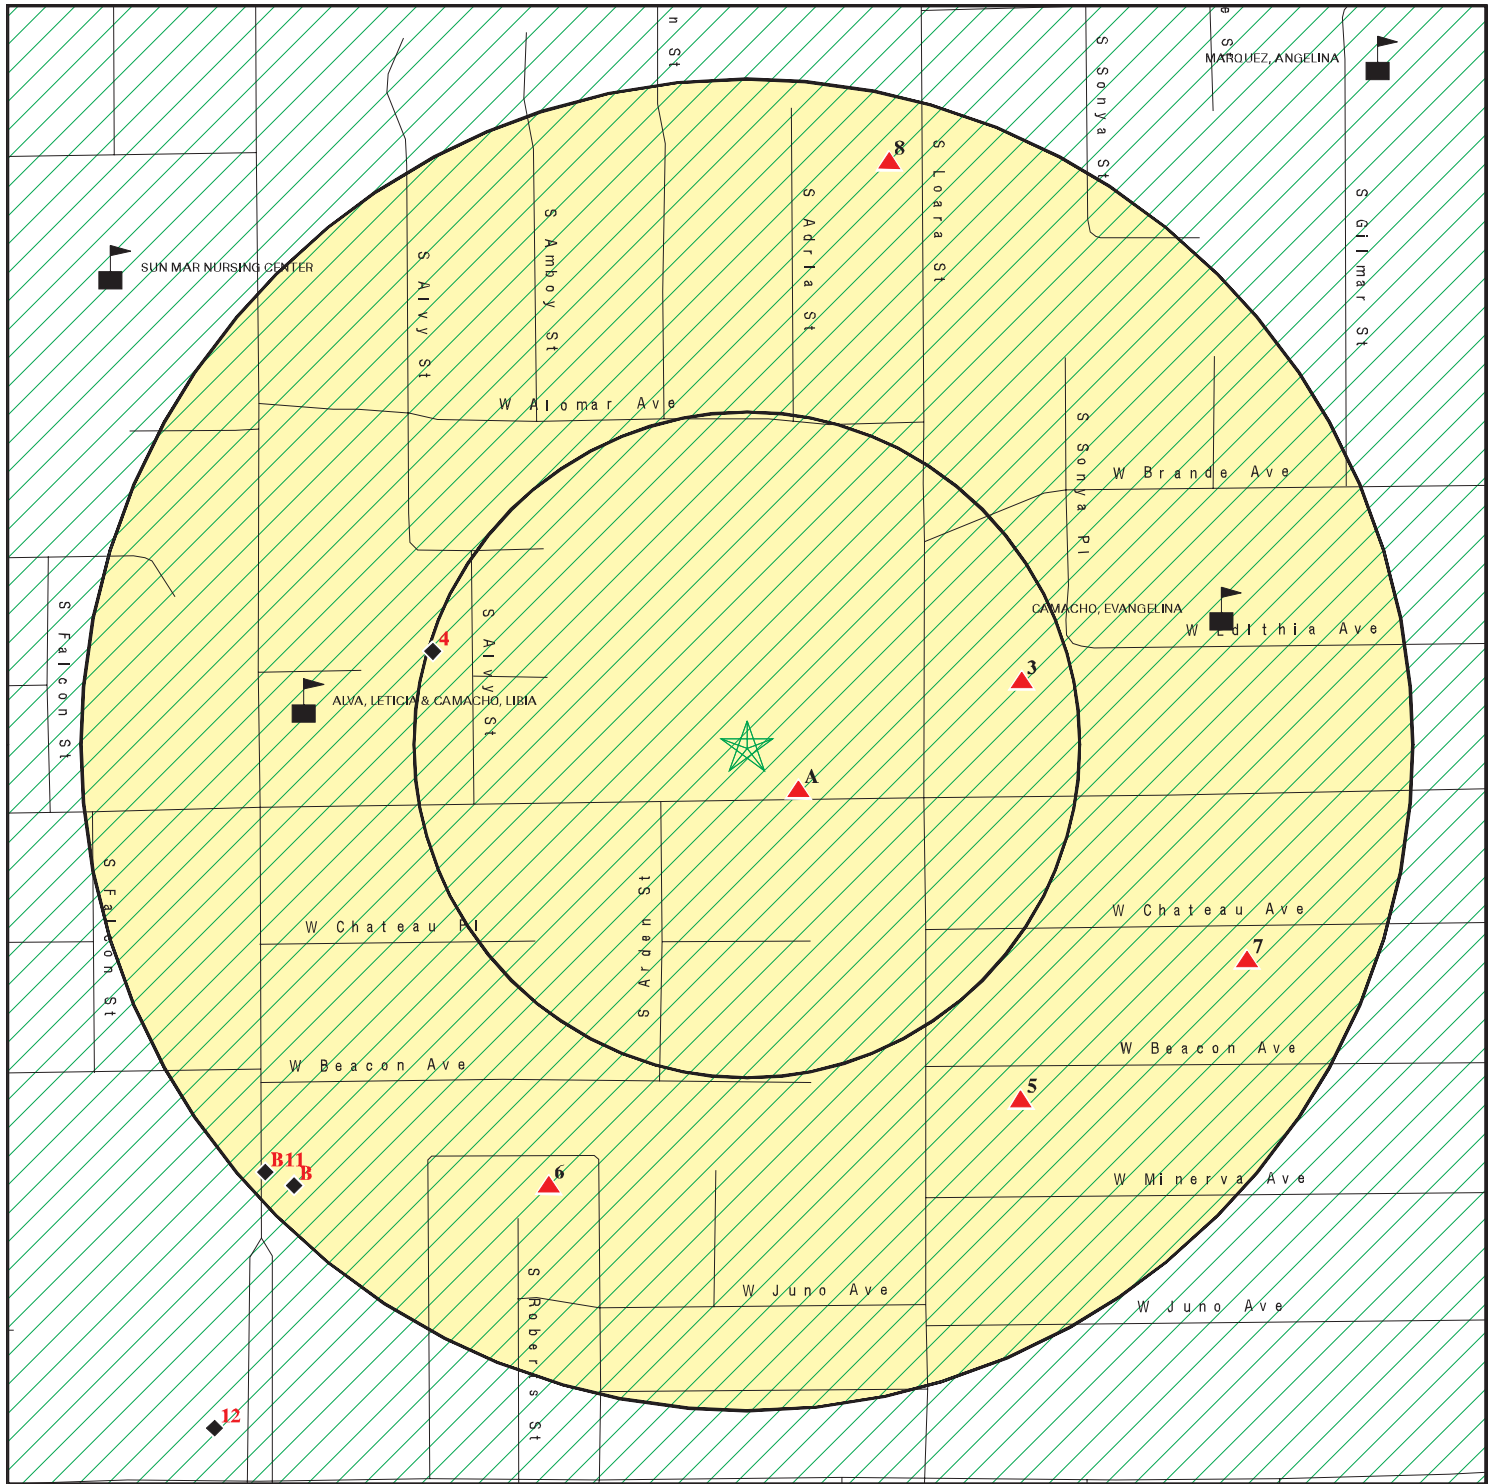 n St
e St
S Sonya St
MARQUEZ, ANGELINA
8
S Loara St
S Adria St
S Gilmar St
S Amboy St
S Alvy St
SUN MAR NURSING CENTER
W Alomar Ave
S Sonya Pl
W Brande Ave
S Falcon St
CAMACHO, EVANGELINA
W Edithia Ave
4
S Alvy St
3
ALVA, LETICIA & CAMACHO, LIBIA
A
S Falcon St
S Arden St
W Chateau Pl
W Chateau Ave
7
W Beacon Ave
W Beacon Ave
5
B11
B
6
W Minerva Ave
S Roberts St
W Juno Ave
W Juno Ave
12